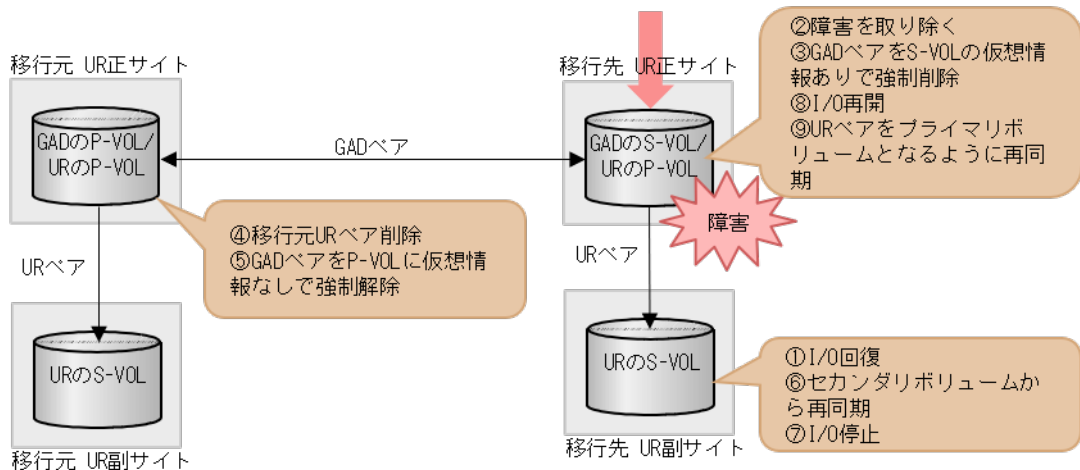 移行元 UR正サイト
GADのP-VOL/
URのP-VOL
GADペア
移行先 UR正サイト
GADのS-VOL/
URのP-VOL
②障害を取り除く
③GADペアをS-VOLの仮想情
報ありで強制削除
⑧I/O再開
⑨URペアをプライマリボ
リュームとなるように再同
期
障害
④移行元URペア削除
⑤GADペアをP-VOLに仮想情
報なしで強制解除
URペア
URペア
URのS-VOL
移行元 UR副サイト
URのS-VOL
移行先 UR副サイト
①I/O回復
⑥セカンダリボリュームか
ら再同期
⑦I/O停止